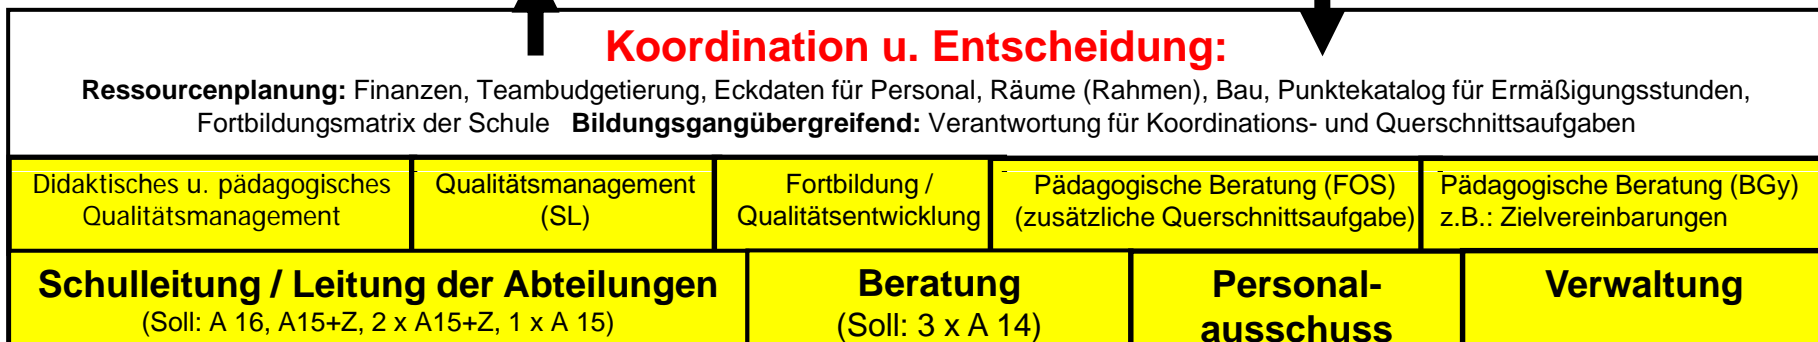 Koordination u. Entscheidung:
Ressourcenplanung: Finanzen, Teambudgetierung, Eckdaten für Personal, Räume (Rahmen), Bau, Punktekatalog für Ermäßigungsstunden,
Fortbildungsmatrix der Schule Bildungsgangübergreifend: Verantwortung für Koordinations- und Querschnittsaufgaben
Didaktisches u. pädagogisches
Qualitätsmanagement
Qualitätsmanagement
(SL)
Fortbildung /
Qualitätsentwicklung
Pädagogische Beratung (FOS)
(zusätzliche Querschnittsaufgabe)
Pädagogische Beratung (BGy)
z.B.: Zielvereinbarungen
Schulleitung / Leitung der Abteilungen
(Soll: A 16, A15+Z, 2 x A15+Z, 1 x A 15)
Beratung
(Soll: 3 x A 14)
Personal-
ausschuss
Verwaltung